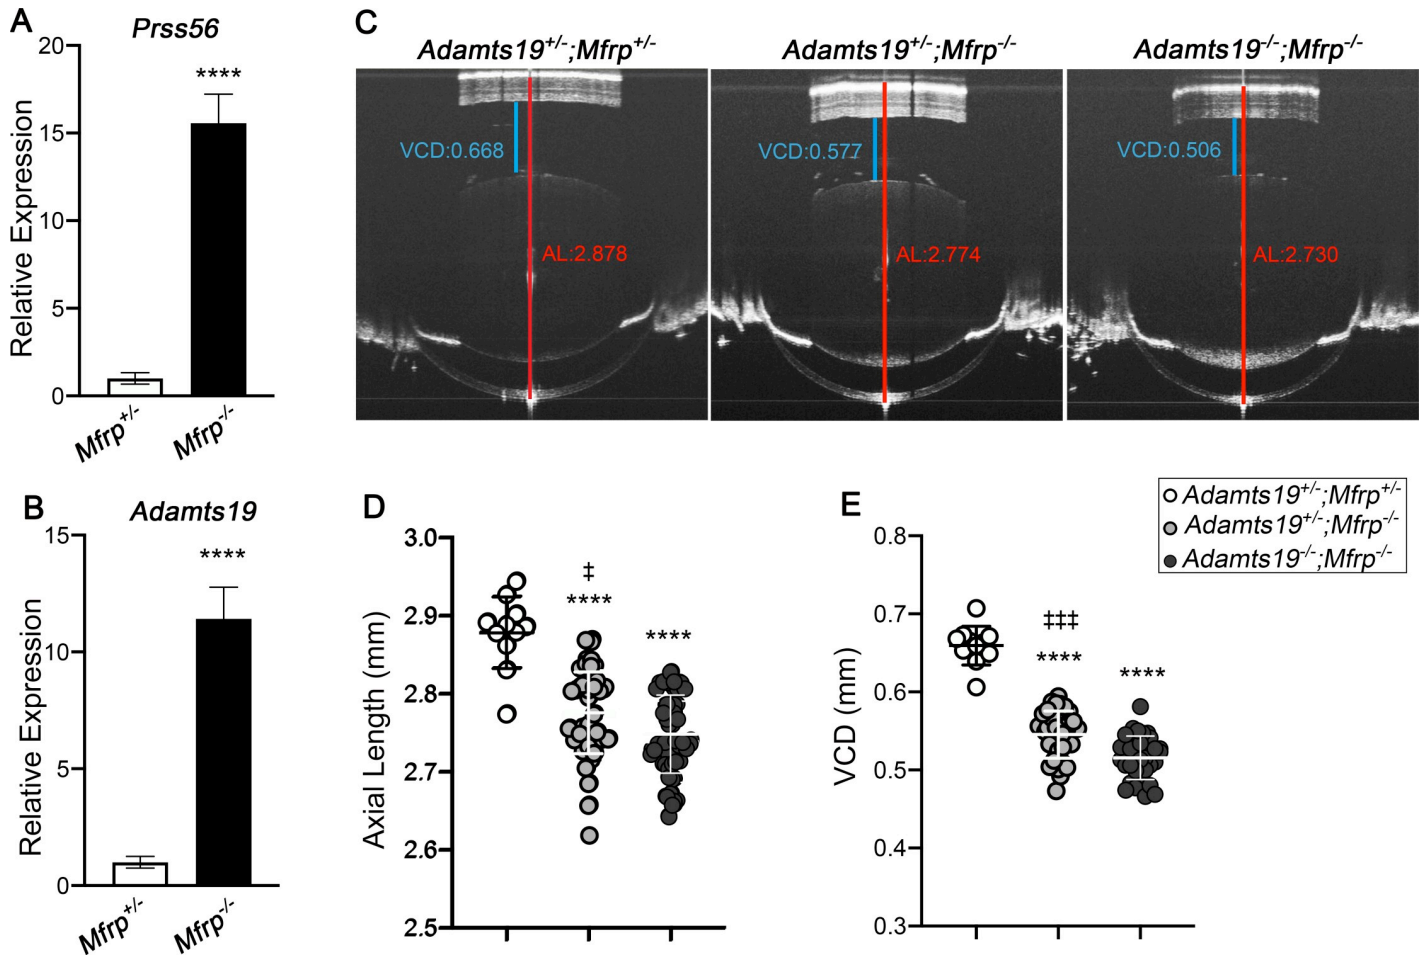 A
Prss56
20
15
10
5
0
Relative Expression
****
Mfrp+/-
Mfrp-/-
B
Adamts19
15
10
5
0
Relative Expression
****
Mfrp+/-
Mfrp-/-
C
Adamts19+/-;Mfrp+/-
Adamts19+/-;Mfrp-/-
Adamts19-/-;Mfrp-/-
VCD:0.668
AL:2.878
VCD:0.577
AL:2.774
VCD:0.506
AL:2.730
D
3.0
2.9
2.8
2.7
2.6
2.5
Axial Length (mm)
‡
****
****
E
0.8
0.7
0.6
0.5
0.4
0.3
VCD (mm)
‡‡‡
****
****
Adamts19+/-;Mfrp+/-
Adamts19+/-;Mfrp-/-
Adamts19-/-;Mfrp-/-